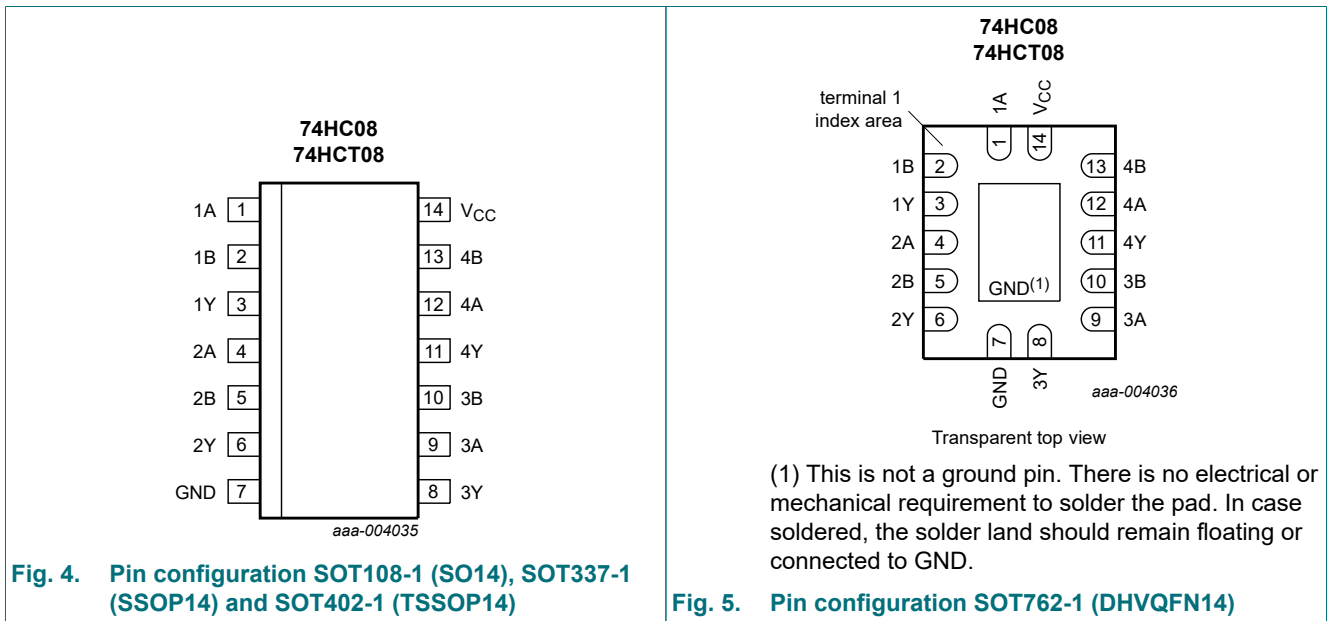 74HC08
74HCT08
1A 1
14 VCC
1B 2
13 4B
1Y 3
12 4A
2A 4
11 4Y
2B 5
10 3B
2Y 6
9 3A
GND 7
8 3Y
aaa-004035
Fig. 4. Pin configuration SOT108-1 (SO14), SOT337-1
(SSOP14) and SOT402-1 (TSSOP14)
74HC08
74HCT08
terminal 1
index area
1A
VCC
1
14
1B 2
13 4B
1Y 3
12 4A
2A 4
11 4Y
2B 5
10 3B
GND(1)
2Y 6
9 3A
7
8
GND
3Y
aaa-004036
Transparent top view
(1) This is not a ground pin. There is no electrical or
mechanical requirement to solder the pad. In case
soldered, the solder land should remain floating or
connected to GND.
Fig. 5. Pin configuration SOT762-1 (DHVQFN14)